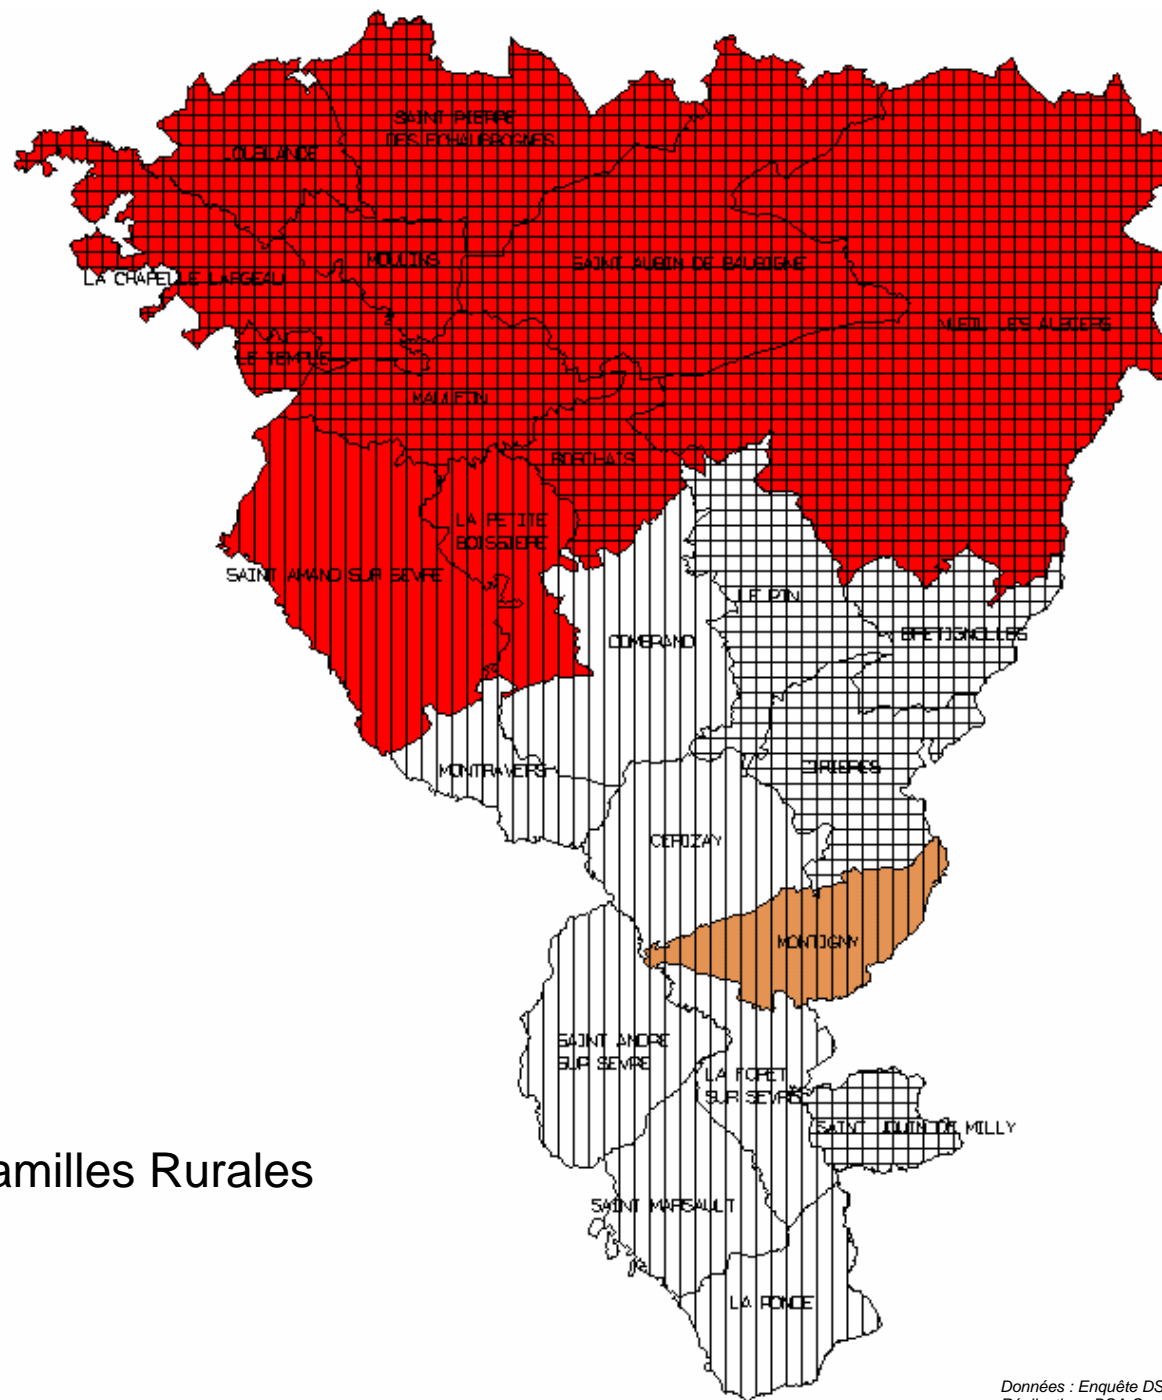 SAINT PIERRE
DES ECHAUBROGNES
LOUBLANDE
MOULINS
SAINT AUBIN DE BAUBIGNE
LA CHAPELLE LARGEAU
NUEIL LES AUBIERS
LE TEMPLE
MAULEON
RORTHAIS
LA PETITE
BOISSIERE
SAINT AMAND SUR SEVRE
LE PIN
COMBRAND
BRETIGNOLLES
MONTRAVERS
CIRIERES
CERIZAY
MONTIGNY
SAINT ANDRE
SUR SEVRE
LA FORET
SUR SEVRE
SAINT JOUIN DE MILLY
amilles Rurales
SAINT MARSAULT
LA RONDE
Données : Enquête DS